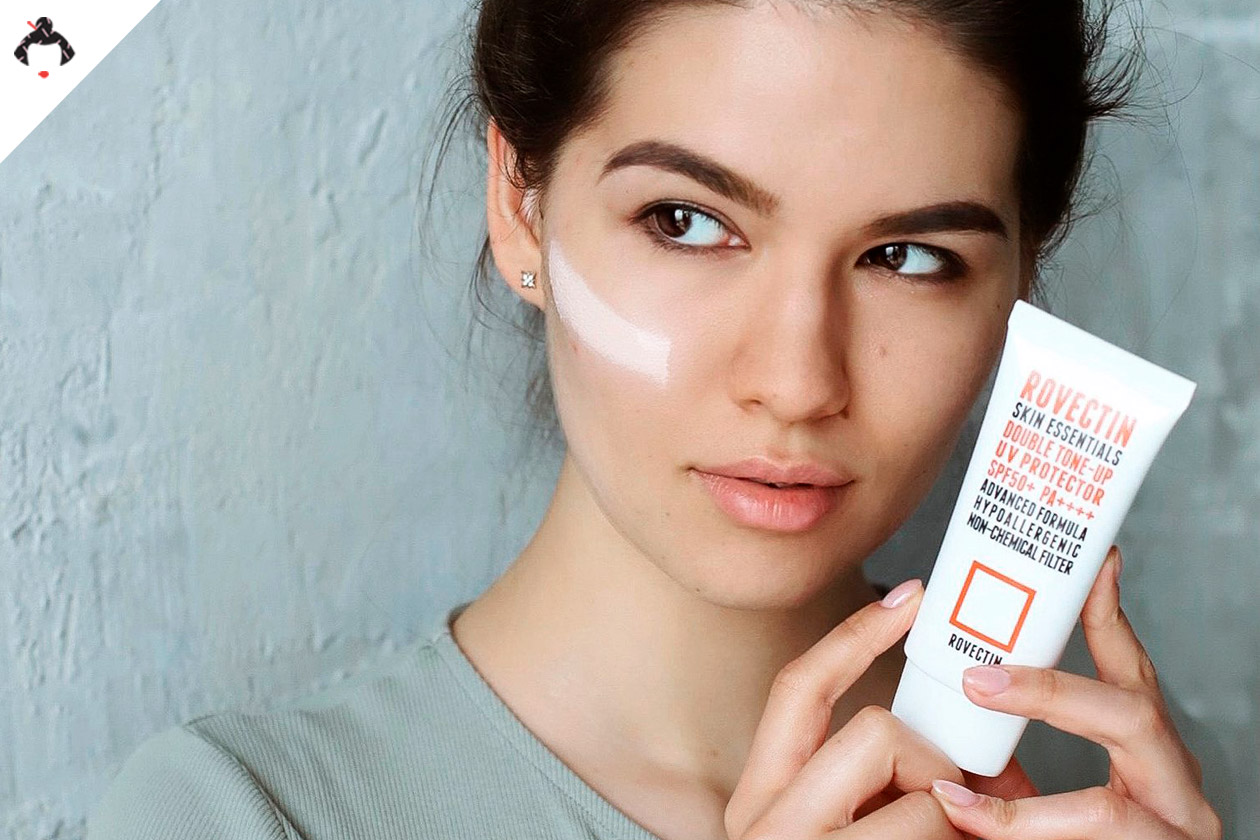 ROVECTIN
SKIN ESSENTIALS
DOUBLE TONE-UP
UV PROTECTOR
SPF50+ PA++++
ADVANCED FORMULA
HYPOALLERGENIC
NON-CHEMICAL FILTER
ROVECTIN